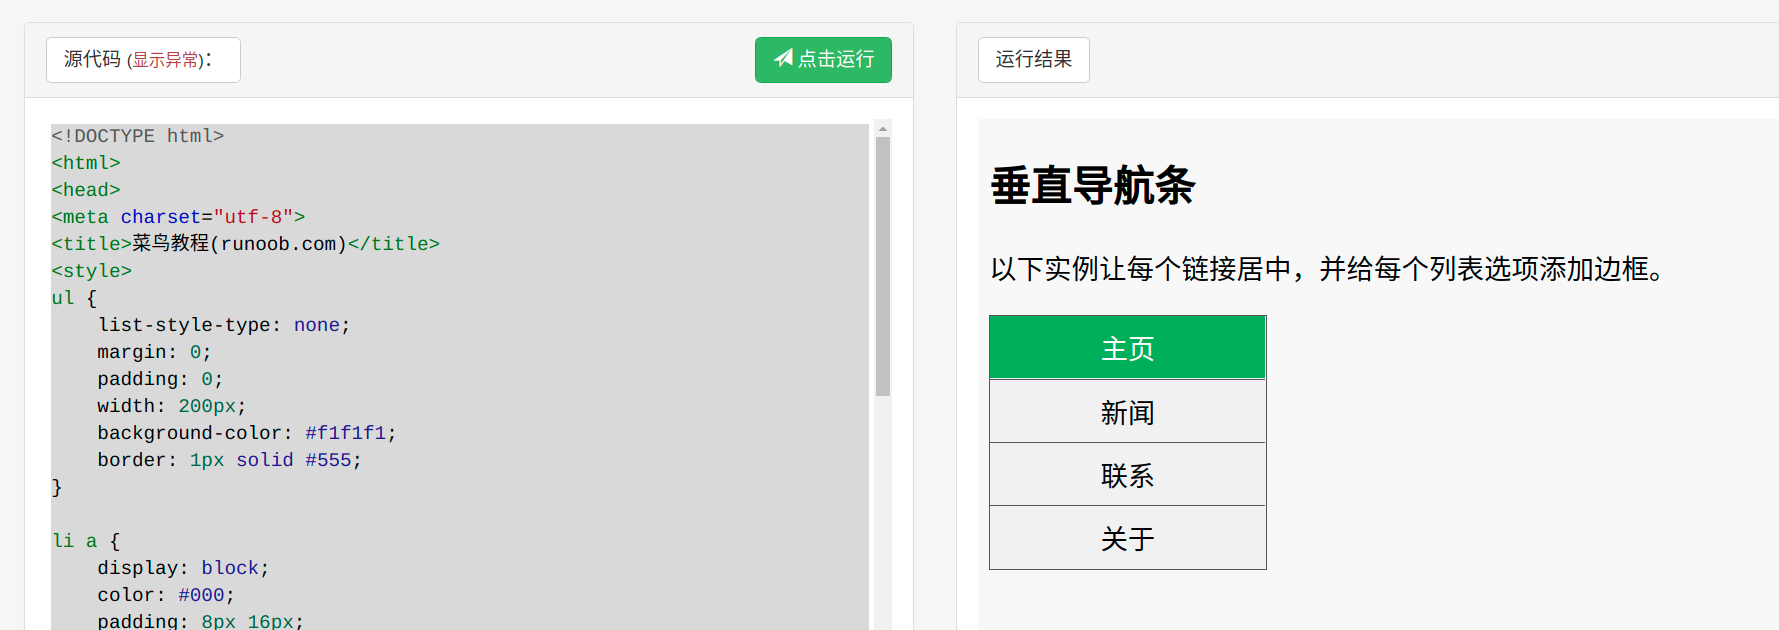 源代码 (显示异常)：
点击运行
<!DOCTYPE html>
<html>
<head>
<meta charset="utf-8">
<title>菜鸟教程(runoob.com)</title>
<style>
ul {
    list-style-type: none;
    margin: 0;
    padding: 0;
    width: 200px;
    background-color: #f1f1f1;
    border: 1px solid #555;
}

li a {
    display: block;
    color: #000;
    padding: 8px 16px;
运行结果
垂直导航条
以下实例让每个链接居中，并给每个列表选项添加边框。
主页
新闻
联系
关于